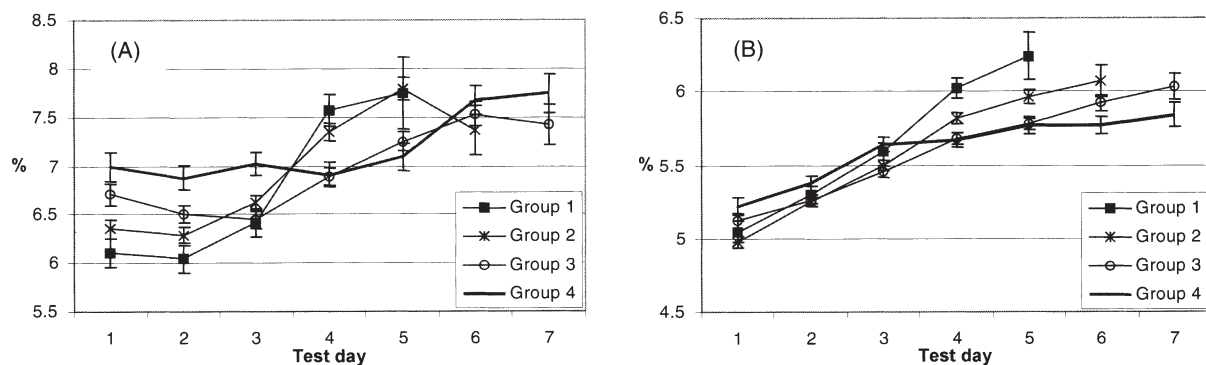 (A)
8.5
8
7.5
7
6.5
6
5.5
%
1 2 3 4 5 6 7
Test day
Group 1
Group 2
Group 3
Group 4
(B)
6.5
6
5.5
5
4.5
%
1 2 3 4 5 6 7
Test day
Group 1
Group 2
Group 3
Group 4